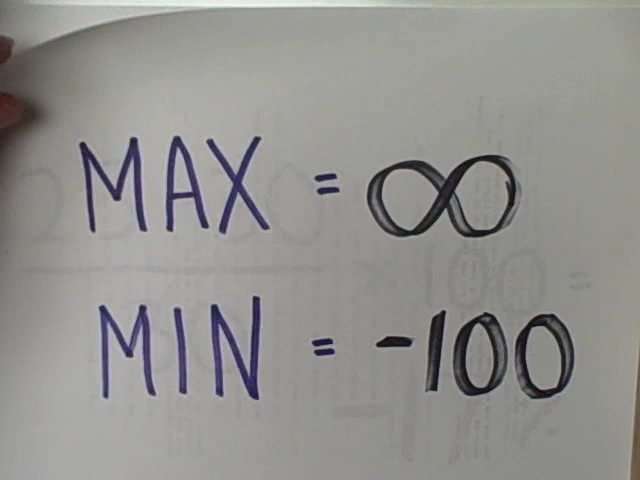 MAX = ∞
MIN = -100